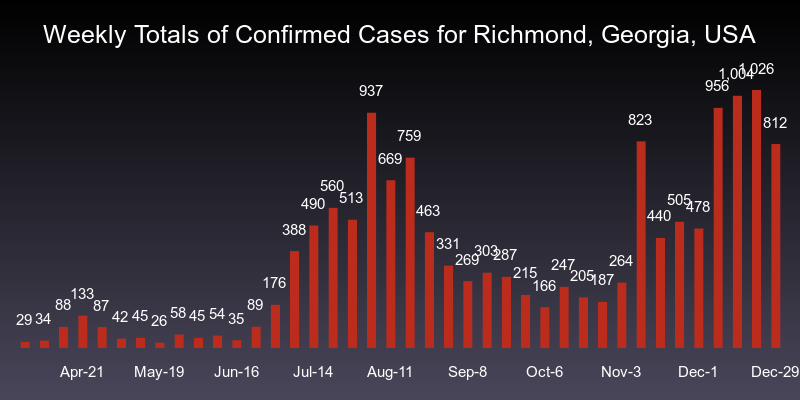 Weekly Totals of Confirmed Cases for Richmond, Georgia, USA
29 34 88 133 87 42 45 26 58 45 54 35 89 176 388 490 560 513 937 669 759 463 331 269 303 287 215 166 247 205 187 264 823 440 505 478 956 1,004 1,026 812
Apr-21 May-19 Jun-16 Jul-14 Aug-11 Sep-8 Oct-6 Nov-3 Dec-1 Dec-29